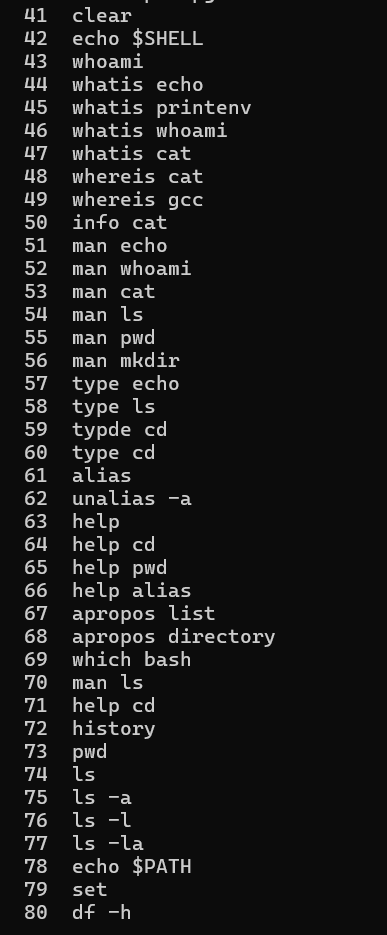 41 clear
42 echo $SHELL
43 whoami
44 whatis echo
45 whatis printenv
46 whatis whoami
47 whatis cat
48 whereis cat
49 whereis gcc
50 info cat
51 man echo
52 man whoami
53 man cat
54 man ls
55 man pwd
56 man mkdir
57 type echo
58 type ls
59 typde cd
60 type cd
61 alias
62 unalias -a
63 help
64 help cd
65 help pwd
66 help alias
67 apropos list
68 apropos directory
69 which bash
70 man ls
71 help cd
72 history
73 pwd
74 ls
75 ls -a
76 ls -l
77 ls -la
78 echo $PATH
79 set
80 df -h